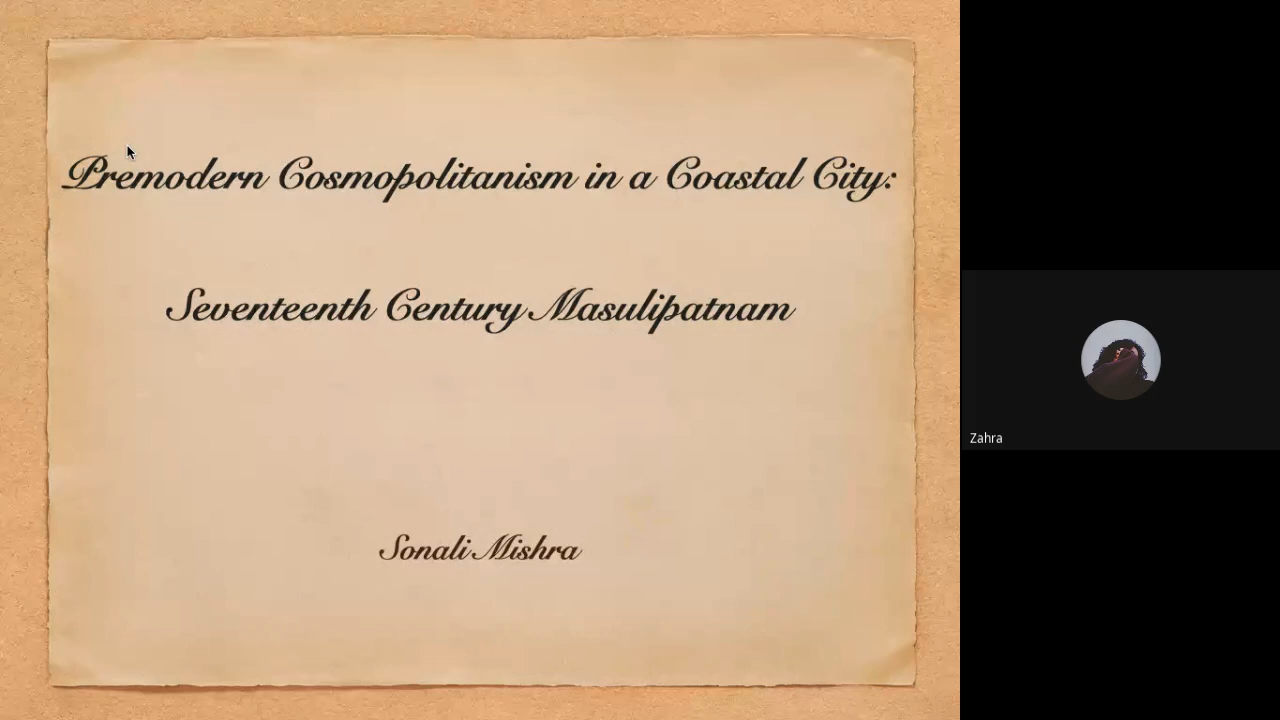 Premodern Cosmopolitanism in a Coastal City:
Seventeenth Century Masulipatnam
Sonali Mishra
Zahra